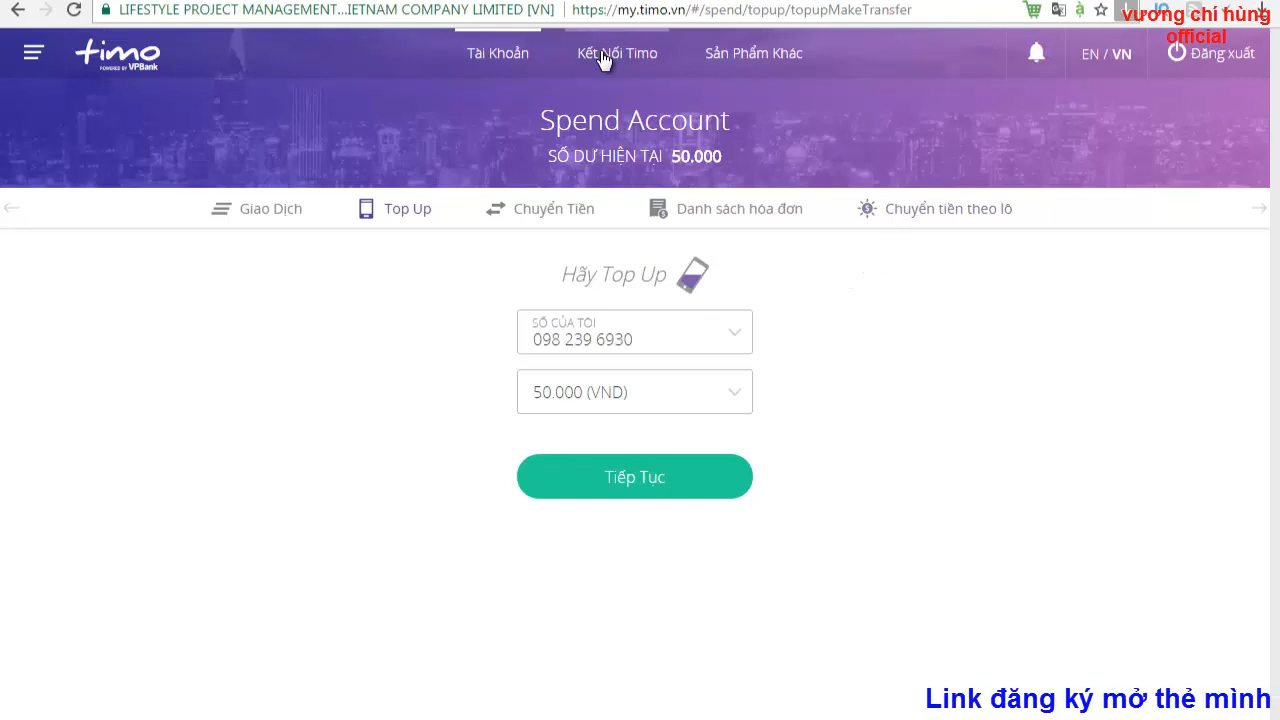 LIFESTYLE PROJECT MANAGEMENT...IETNAM COMPANY LIMITED [VN] https://my.timo.vn/#/spend/topup/topupMakeTransfer
vương chí hùng
official
timo
POWERED BY VPBank
Tài Khoản
Kết Nối Timo
Sản Phẩm Khác
EN / VN
Đăng xuất
Spend Account
SỐ DƯ HIỆN TẠI 50.000
Giao Dịch
Top Up
Chuyển Tiền
Danh sách hóa đơn
Chuyển tiền theo lô
Hãy Top Up
SỐ CỦA TÔI
098 239 6930
50.000 (VND)
Tiếp Tục
Link đăng ký mở thẻ mình